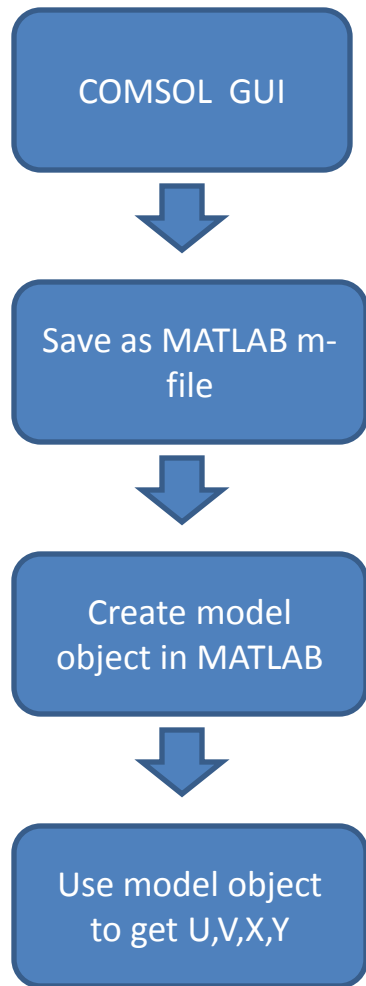 COMSOL  GUI
Save as MATLAB m-
file
Create model
object in MATLAB
Use model object
to get U,V,X,Y